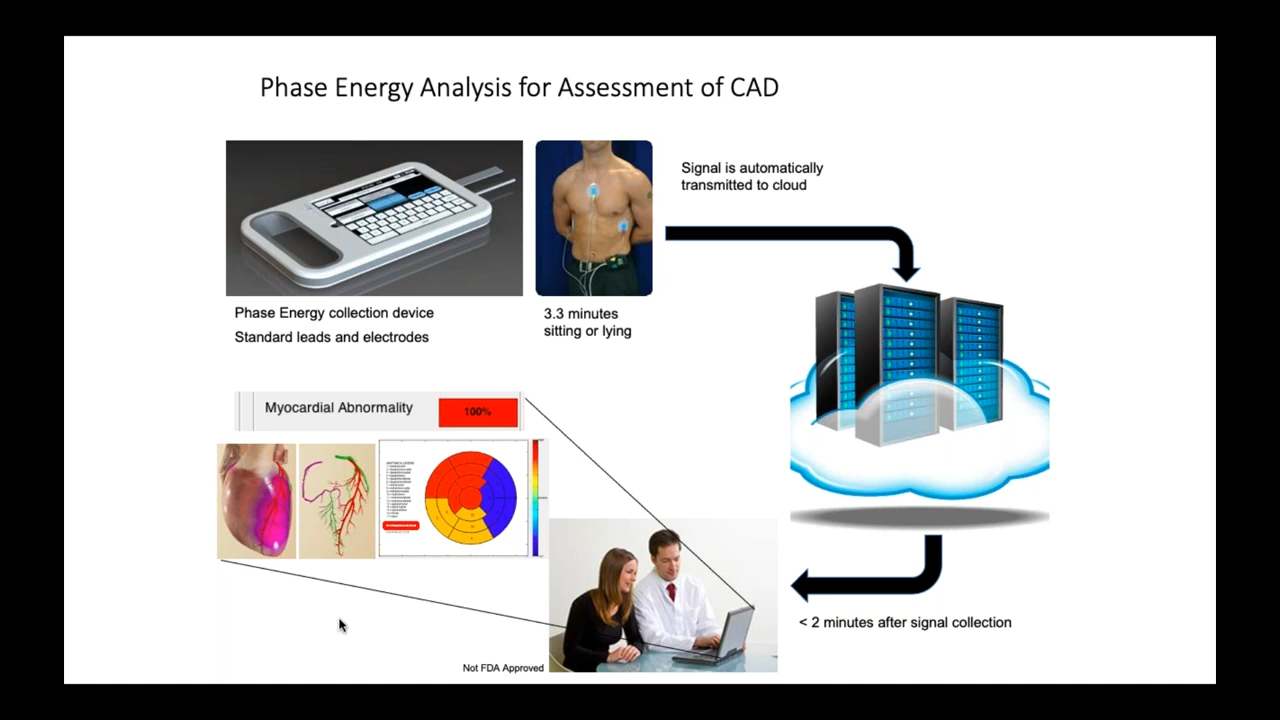 Phase Energy Analysis for Assessment of CAD
Signal is automatically
transmitted to cloud
Phase Energy collection device
Standard leads and electrodes
3.3 minutes
sitting or lying
Myocardial Abnormality
100%
< 2 minutes after signal collection
Not FDA Approved